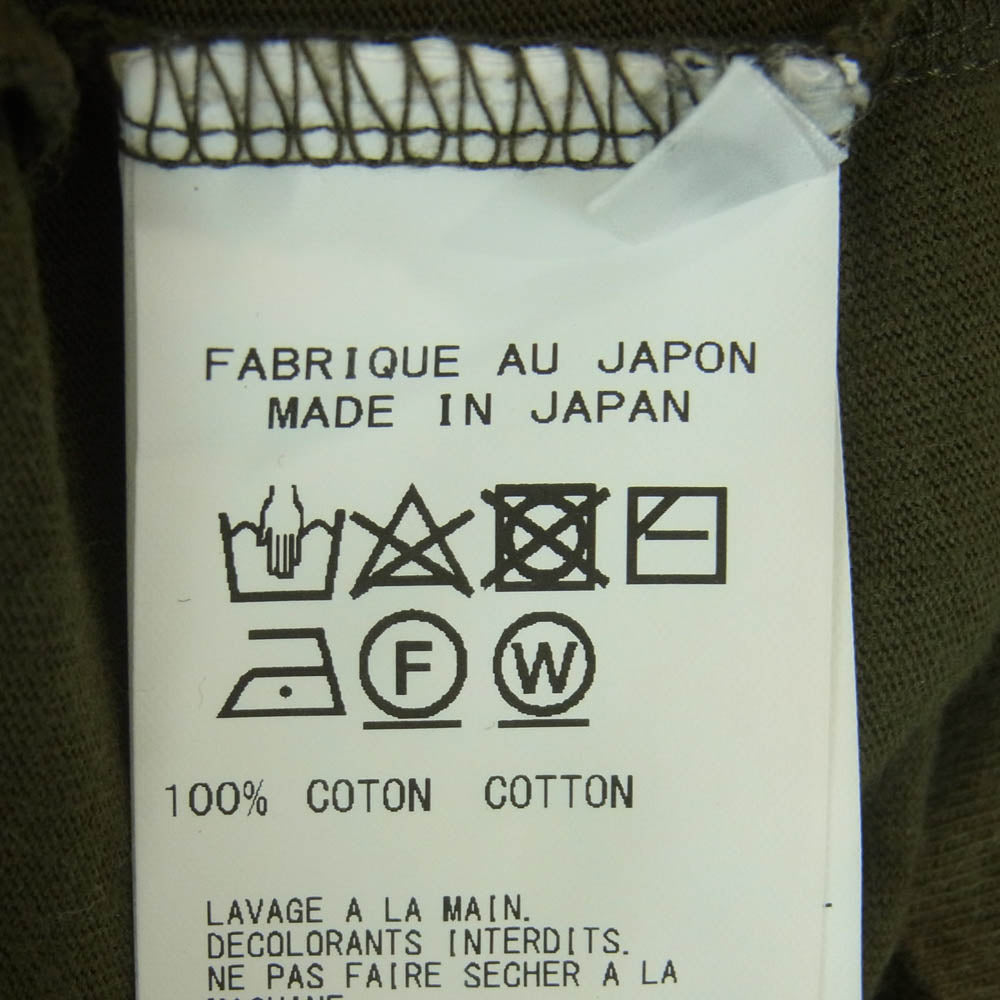 FABRIQUE AU JAPON
MADE IN JAPAN
F W
100% COTON COTTON
LAVAGE A LA MAIN.
DECOLORANTS INTERDITS.
NE PAS FAIRE SECHER A LA